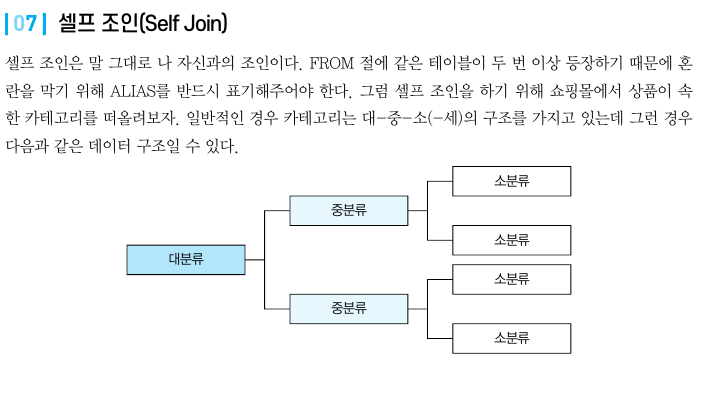 07 셀프 조인(Self Join)
셀프 조인은 말 그대로 나 자신과의 조인이다. FROM 절에 같은 테이블이 두 번 이상 등장하기 때문에 혼
란을 막기 위해 ALIAS를 반드시 표기해주어야 한다. 그럼 셀프 조인을 하기 위해 쇼핑몰에서 상품이 속
한 카테고리를 떠올려보자. 일반적인 경우 카테고리는 대-중-소(-세)의 구조를 가지고 있는데 그런 경우
다음과 같은 데이터 구조일 수 있다.
소분류
중분류
소분류
대분류
소분류
중분류
소분류